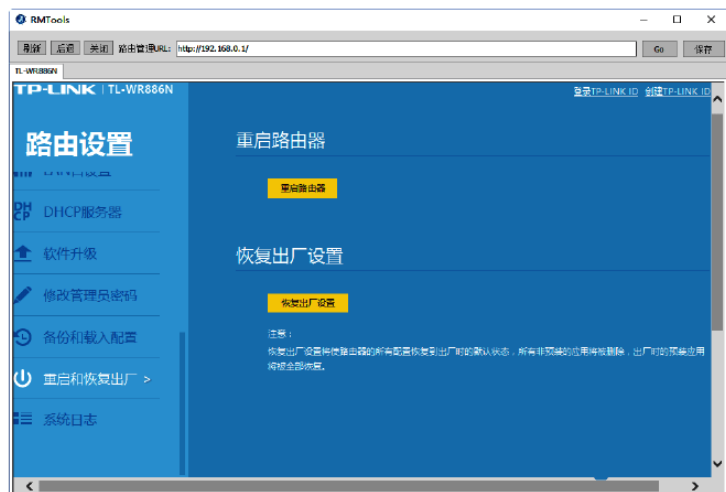 RMTools
刷新 后退 关闭 路由管理URL: http://192.168.0.1/ Go 保存
TL-WR886N
TP-LINK | TL-WR886N 登录TP-LINK ID 创建TP-LINK ID
路由设置
LAN口设置
DHCP服务器
软件升级
修改管理员密码
备份和载入配置
重启和恢复出厂 >
系统日志
重启路由器
重启路由器
恢复出厂设置
恢复出厂设置
注意：
恢复出厂设置将使路由器的所有配置恢复到出厂时的默认状态，所有非预装的应用将被删除，出厂时的预装应用
将被全部恢复。